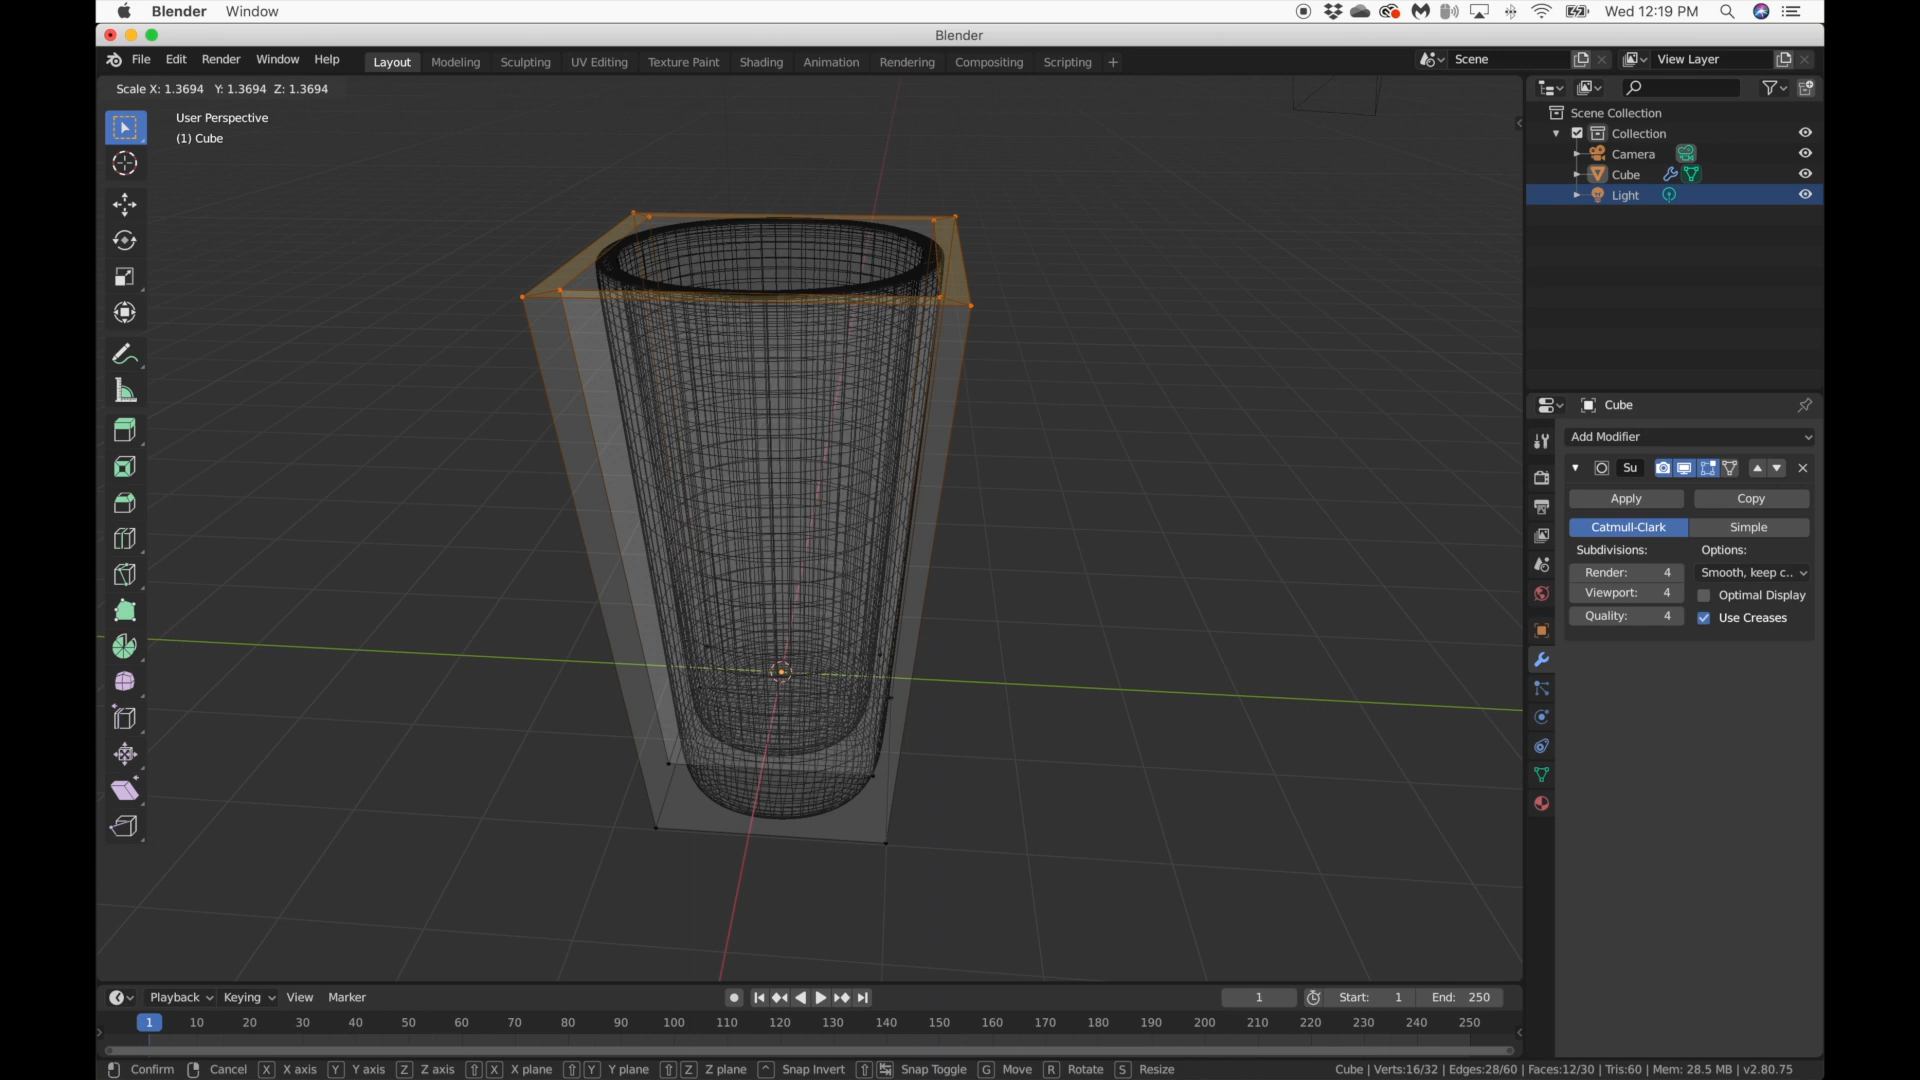 Blender Window Wed 12:19 PM
Blender
File Edit Render Window Help Layout Modeling Sculpting UV Editing Texture Paint Shading Animation Rendering Compositing Scripting + Scene View Layer
Scale X: 1.3694 Y: 1.3694 Z: 1.3694
User Perspective
(1) Cube
Scene Collection
Collection
Camera
Cube
Light
Cube
Add Modifier
Su
Apply Copy
Catmull-Clark Simple
Subdivisions: Options:
Render: 4 Smooth, keep c..
Viewport: 4 Optimal Display
Quality: 4 Use Creases
Playback Keying View Marker 1 Start: 1 End: 250
1 10 20 30 40 50 60 70 80 90 100 110 120 130 140 150 160 170 180 190 200 210 220 230 240 250
Confirm Cancel X X axis Y Y axis Z Z axis X X plane Y Y plane Z Z plane ^ Snap Invert Snap Toggle G Move R Rotate S Resize Cube | Verts:16/32 | Edges:28/60 | Faces:12/30 | Tris:60 | Mem: 28.5 MB | v2.80.75